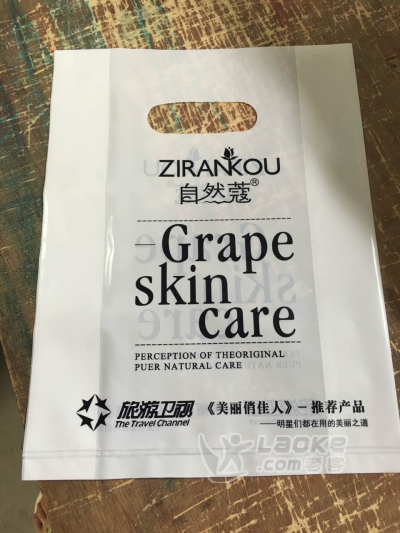 UZIRANKOU
自然蔻®
Grape
skin
care
PERCEPTION OF THEORIGINAL
PUER NATURAL CARE
旅游卫视 《美丽俏佳人》-推荐产品
The Travel Channel
——明星们都在用的美丽之道
Laoke
.com 老客